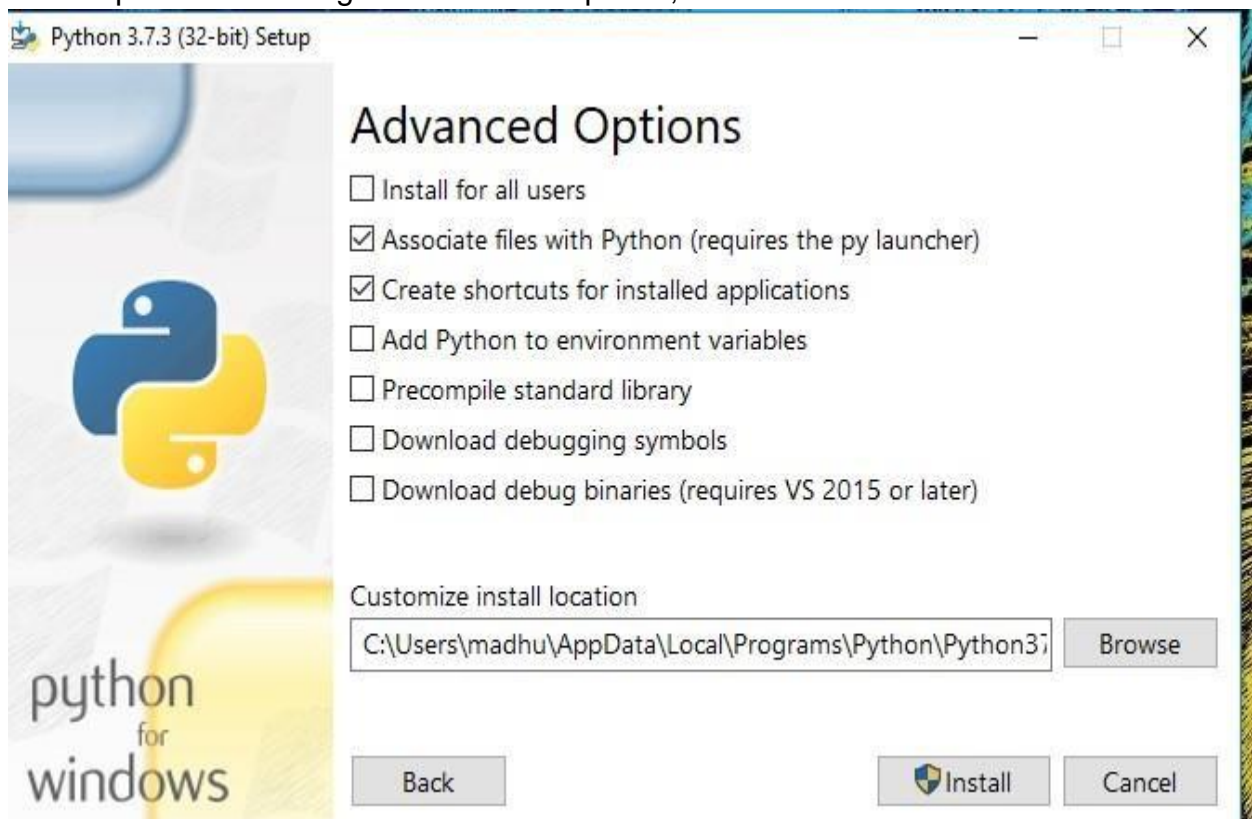 Python 3.7.3 (32-bit) Setup
Advanced Options
Install for all users
Associate files with Python (requires the py launcher)
Create shortcuts for installed applications
Add Python to environment variables
Precompile standard library
Download debugging symbols
Download debug binaries (requires VS 2015 or later)
Customize install location
C:\Users\madhu\AppData\Local\Programs\Python\Python37
Browse
python
for
windows
Back
Install
Cancel